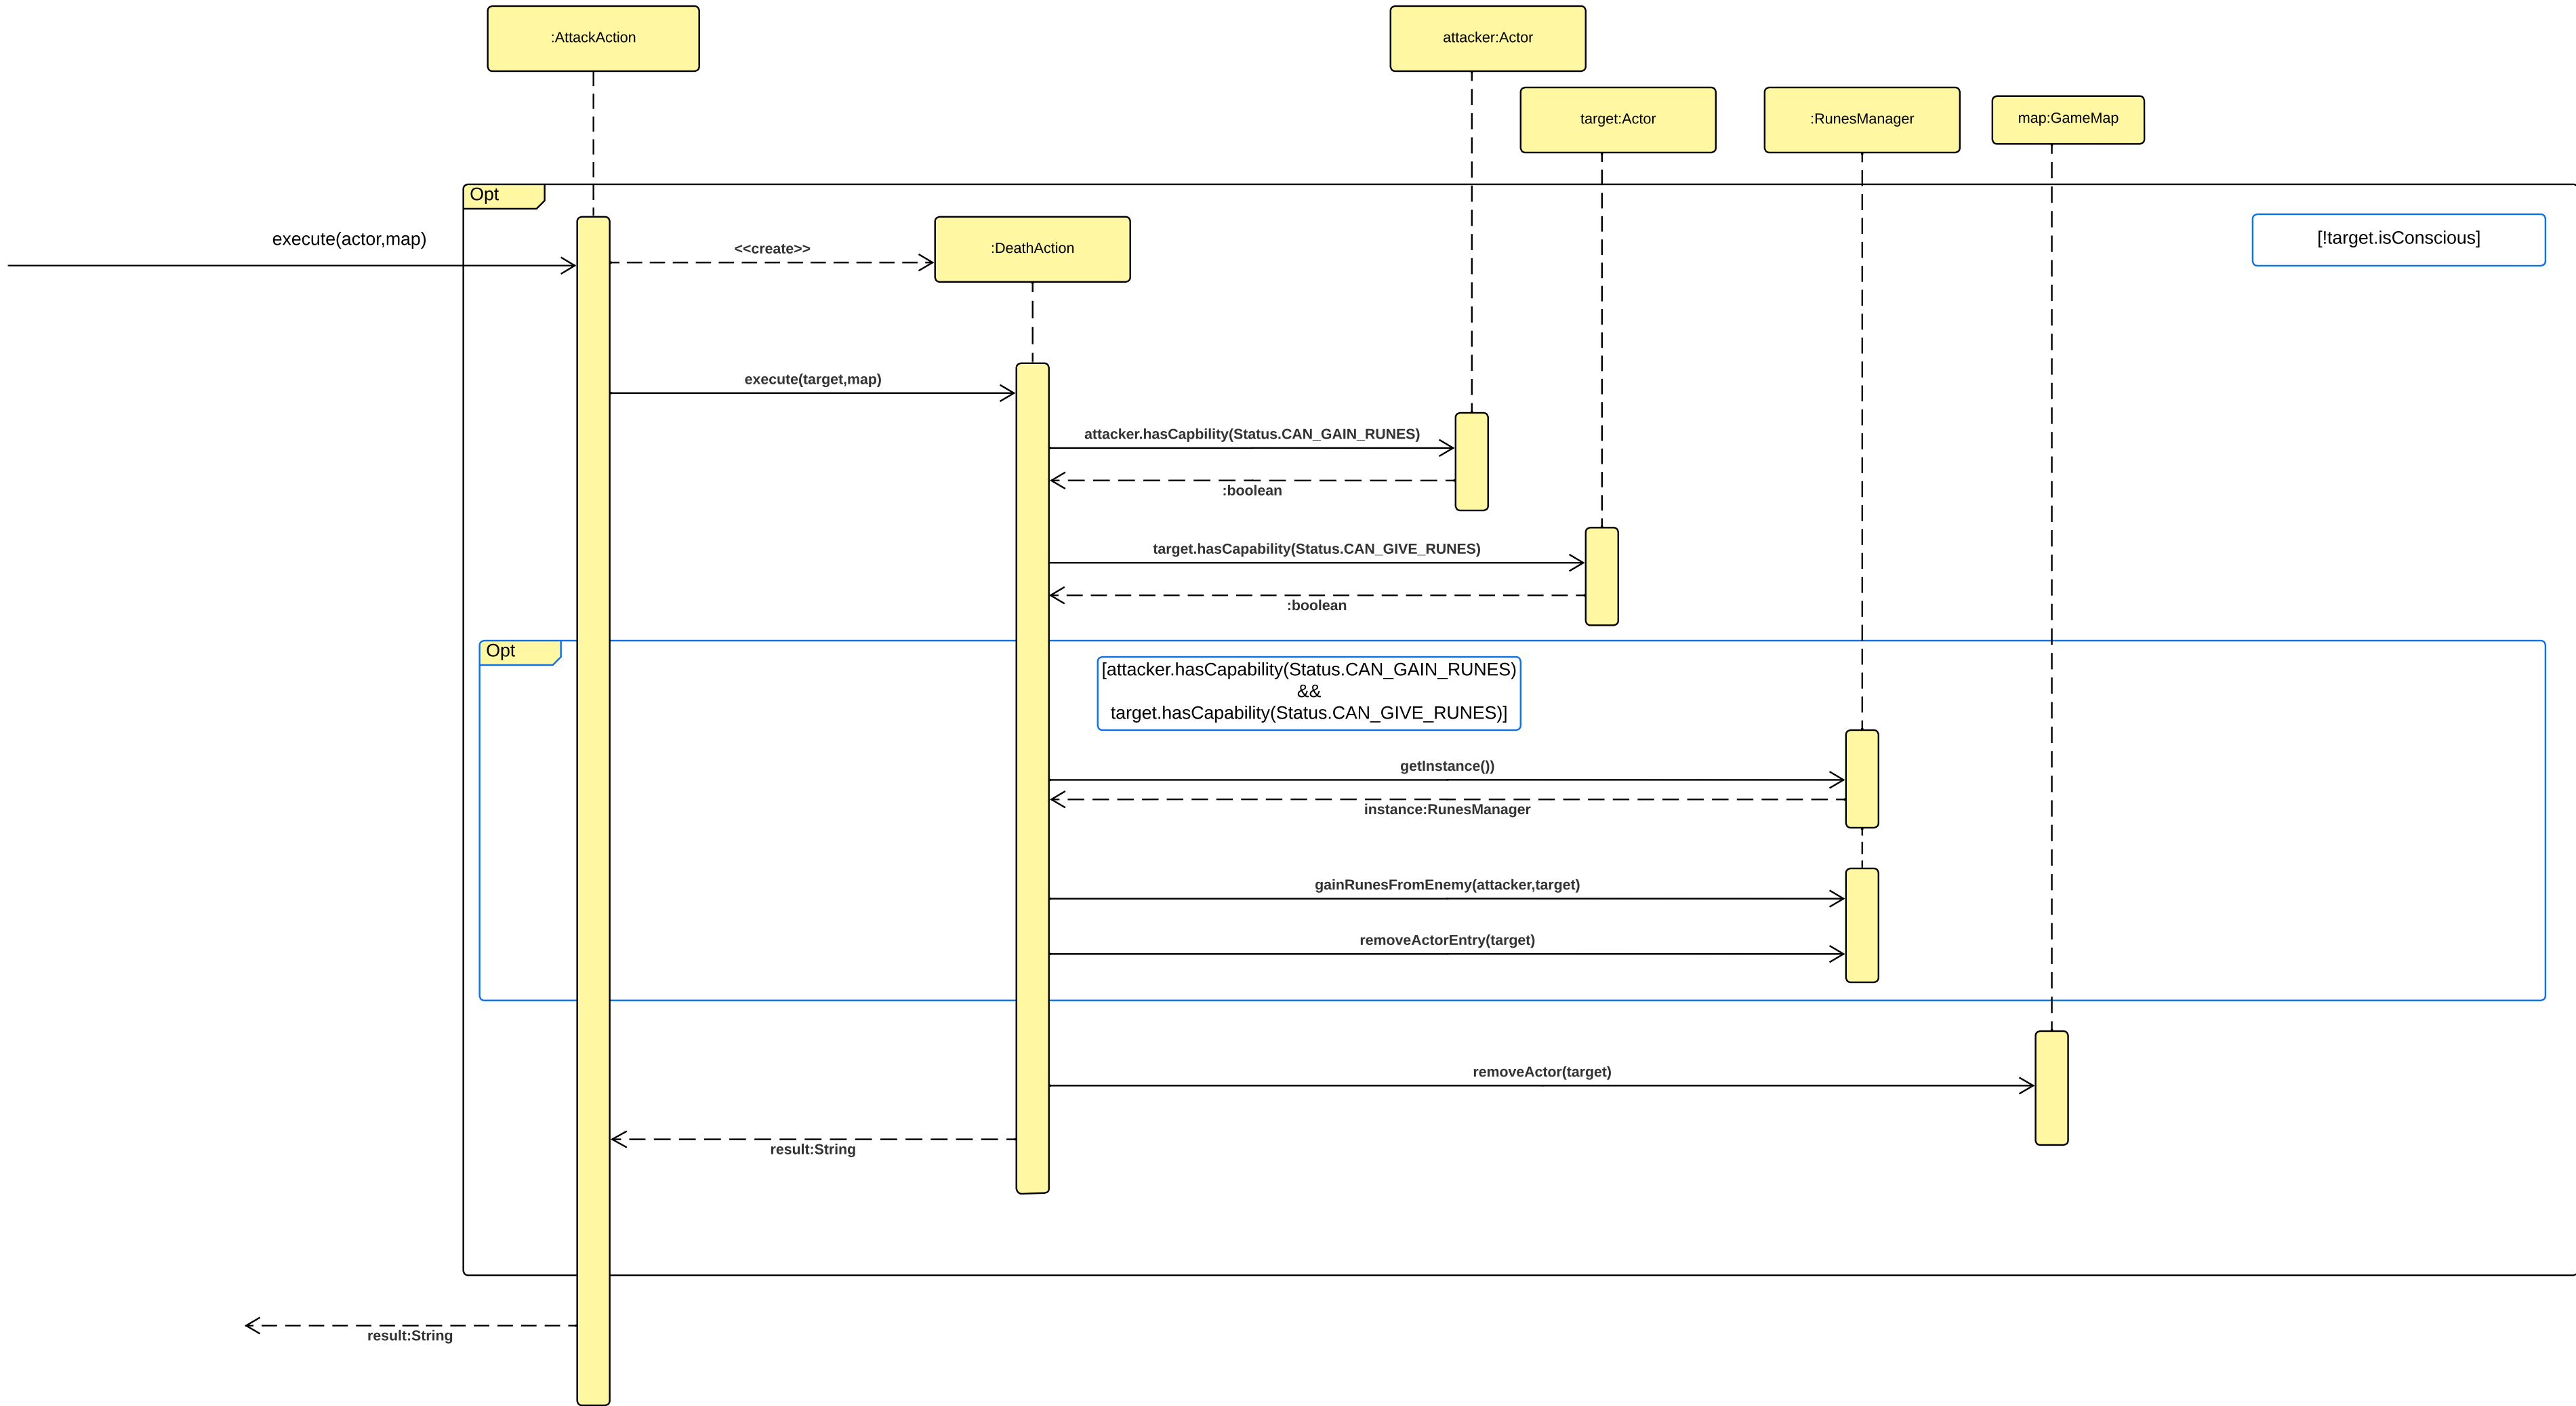 :AttackAction
attacker:Actor
target:Actor
:RunesManager
map:GameMap
Opt
execute(actor,map)
<<create>>
:DeathAction
[!target.isConscious]
execute(target,map)
attacker.hasCapbility(Status.CAN_GAIN_RUNES)
:boolean
target.hasCapability(Status.CAN_GIVE_RUNES)
:boolean
Opt
[attacker.hasCapability(Status.CAN_GAIN_RUNES)
&&
target.hasCapability(Status.CAN_GIVE_RUNES)]
getInstance())
instance:RunesManager
gainRunesFromEnemy(attacker,target)
removeActorEntry(target)
removeActor(target)
result:String
result:String